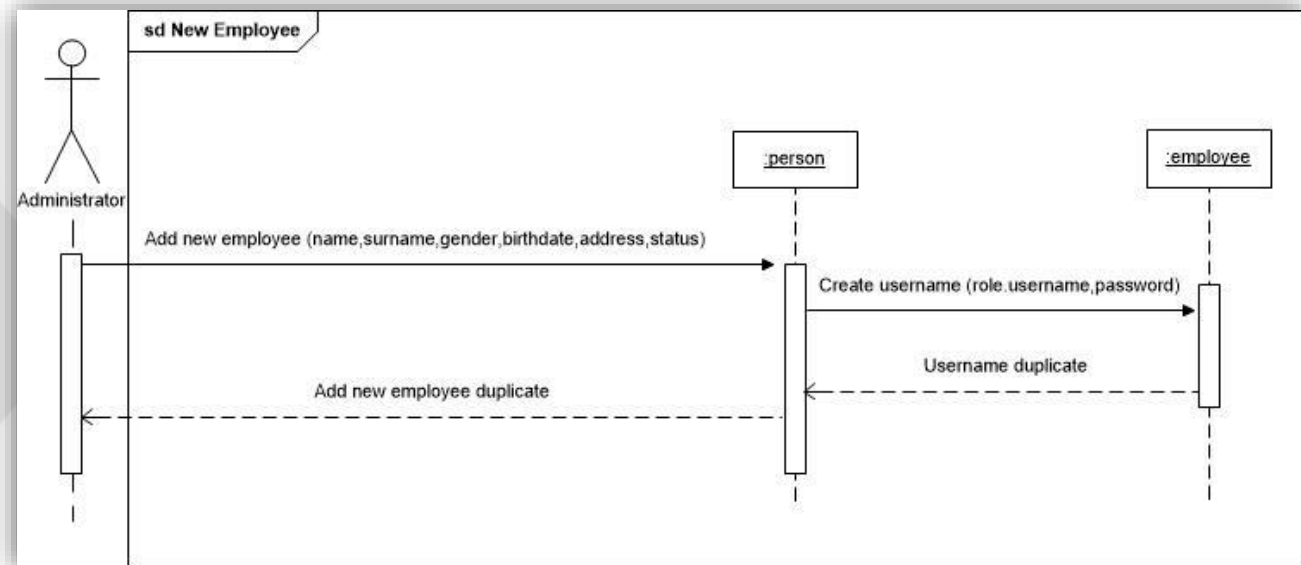 sd New Employee
:person
:employee
Administrator
Add new employee (name,surname,gender,birthdate,address,status)
Create username (role.username,password)
Username duplicate
Add new employee duplicate